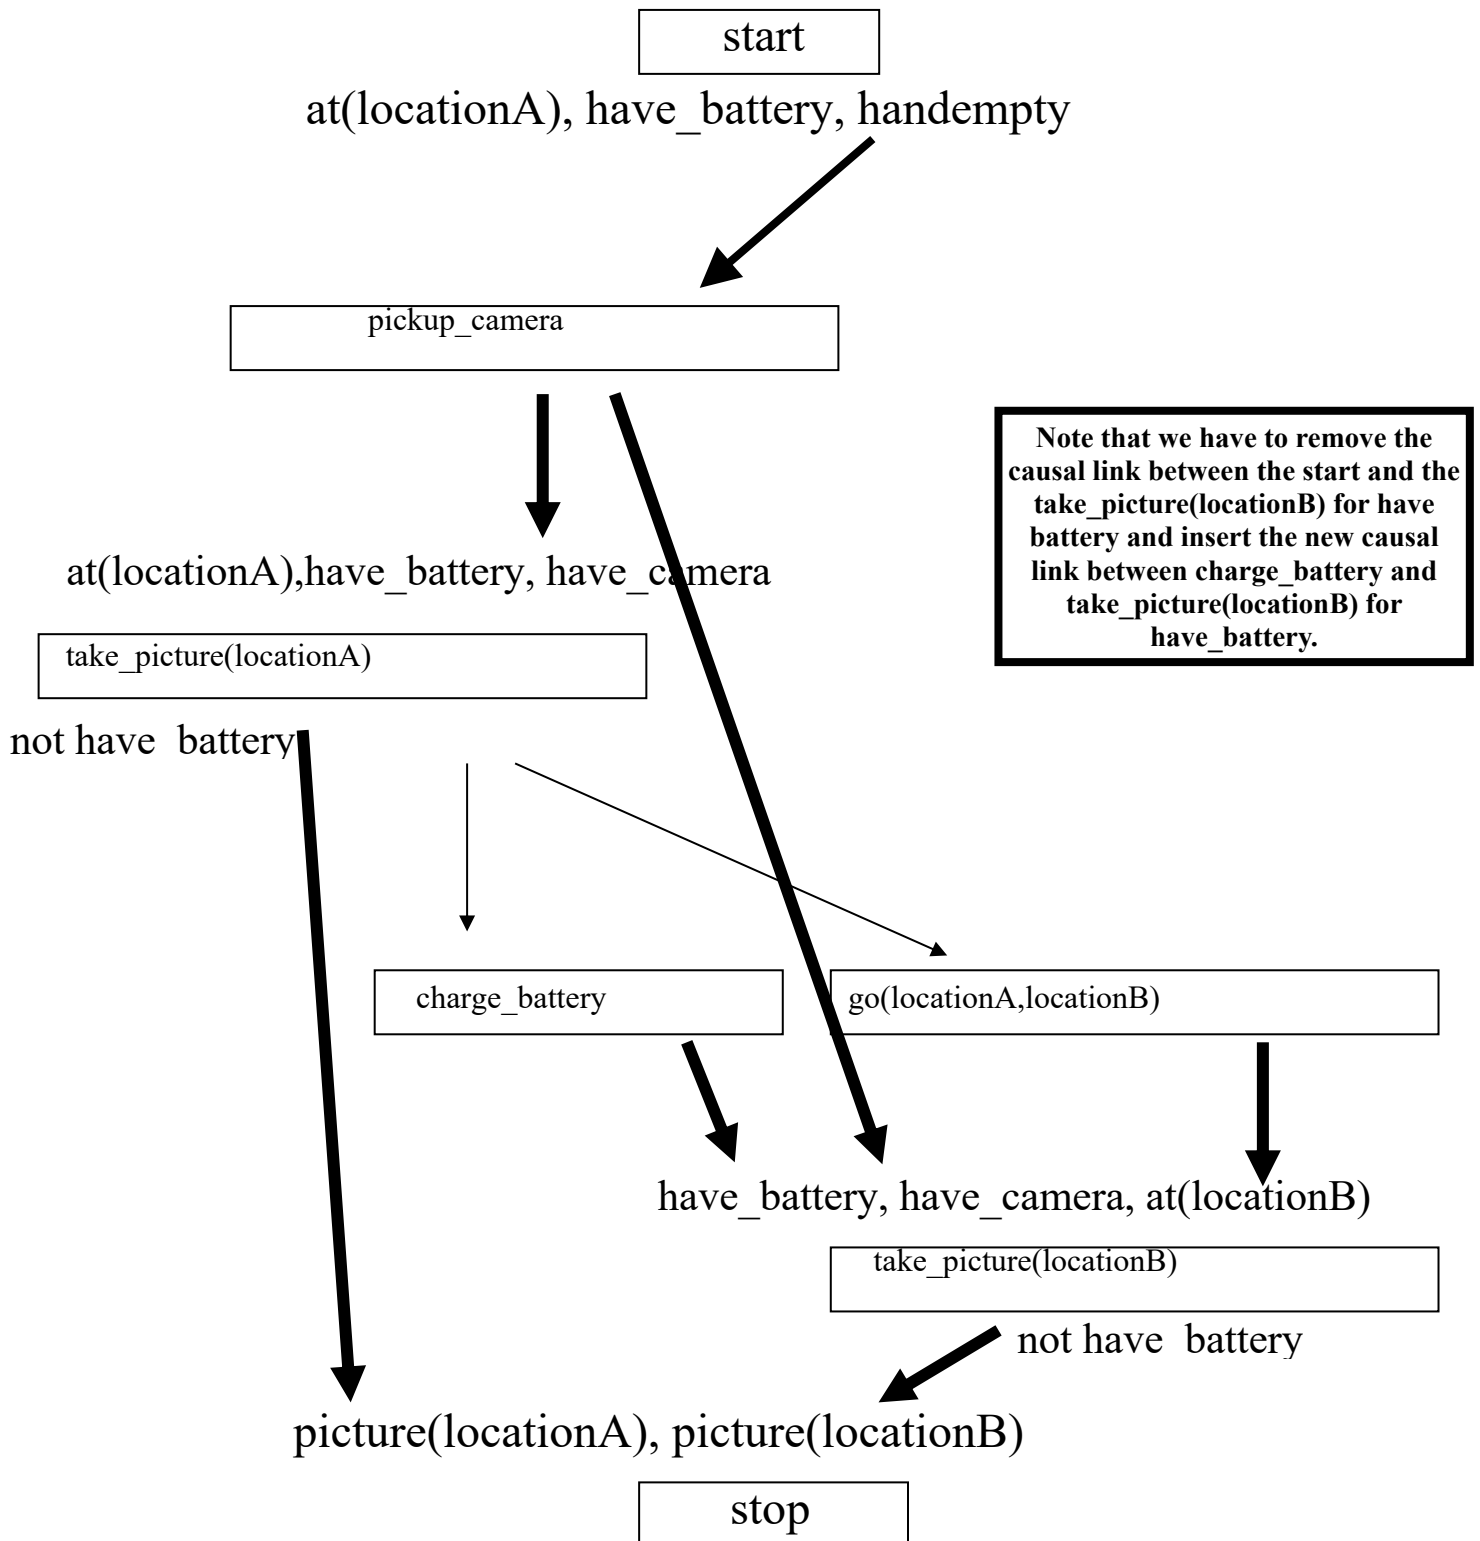 start
at(locationA), have_battery, handempty
pickup_camera
Note that we have to remove the
causal link between the start and the
take_picture(locationB) for have
battery and insert the new causal
link between charge_battery and
take_picture(locationB) for
have_battery.
at(locationA),have_battery, have_camera
take_picture(locationA)
not have battery
charge_battery
go(locationA,locationB)
have_battery, have_camera, at(locationB)
take_picture(locationB)
not have battery
picture(locationA), picture(locationB)
stop